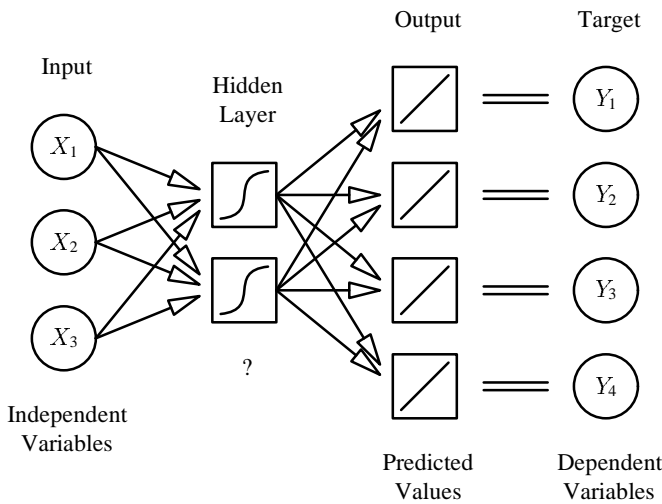 Output
Target
Input
Hidden
Layer
X1
X2
X3
Y1
Y2
Y3
Y4
?
Independent
Variables
Predicted
Values
Dependent
Variables